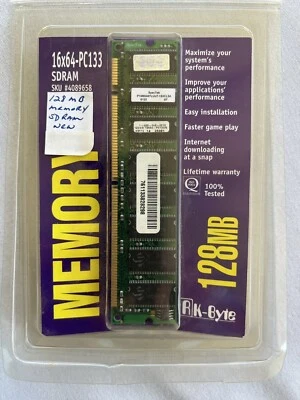 16x64-PC133
SDRAM
SKU #4089658
128 MB
MEMORY
SDRAM
NEW
MEMORY
Maximize your
system's
performance
Improve your
applications'
performance
Easy installation
Faster game play
Internet
downloading
at a snap
Lifetime warranty
100%
Tested
128MB
K-Byte